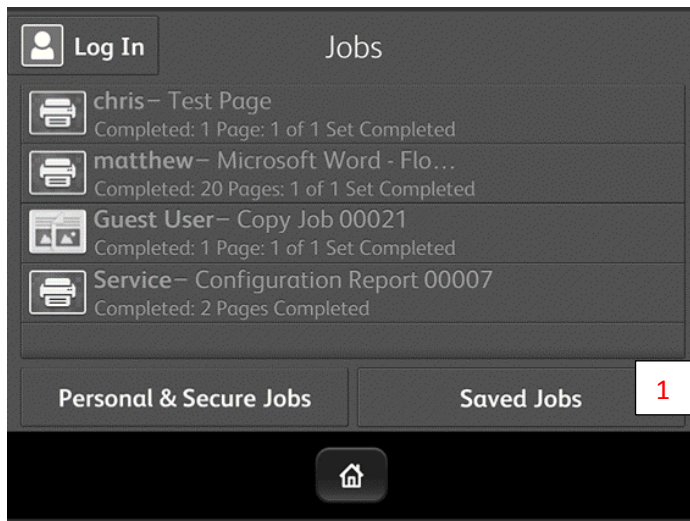 Log In
Jobs
chris– Test Page
Completed: 1 Page: 1 of 1 Set Completed
matthew– Microsoft Word - Flo...
Completed: 20 Pages: 1 of 1 Set Completed
Guest User– Copy Job 00021
Completed: 1 Page: 1 of 1 Set Completed
Service– Configuration Report 00007
Completed: 2 Pages Completed
Personal & Secure Jobs
Saved Jobs
1